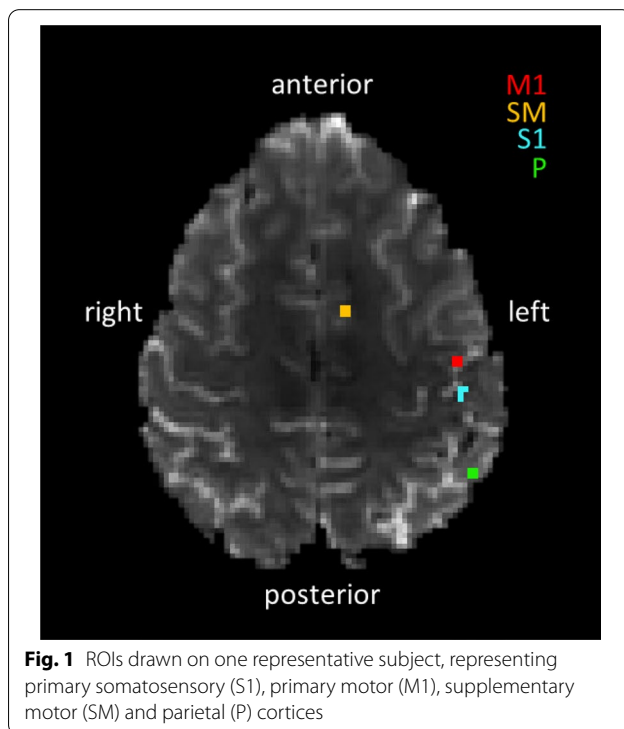 anterior
M1
SM
S1
P
right
left
posterior
Fig. 1 ROIs drawn on one representative subject, representing
primary somatosensory (S1), primary motor (M1), supplementary
motor (SM) and parietal (P) cortices